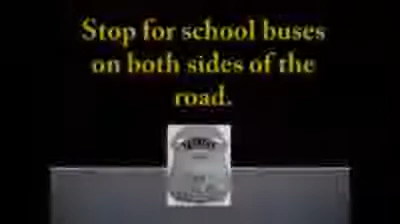 Stop for school buses
on both sides of the
road.